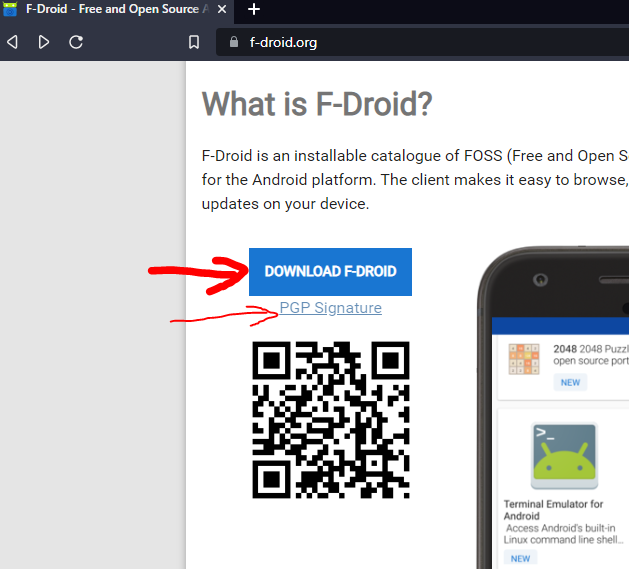 F-Droid - Free and Open Source A
f-droid.org
What is F-Droid?
F-Droid is an installable catalogue of FOSS (Free and Open S
for the Android platform. The client makes it easy to browse,
updates on your device.
DOWNLOAD F-DROID
PGP Signature
2048 2048 Puzzl
open source port
NEW
Terminal Emulator for
Android
Access Android's built-in
Linux command line shell...
NEW